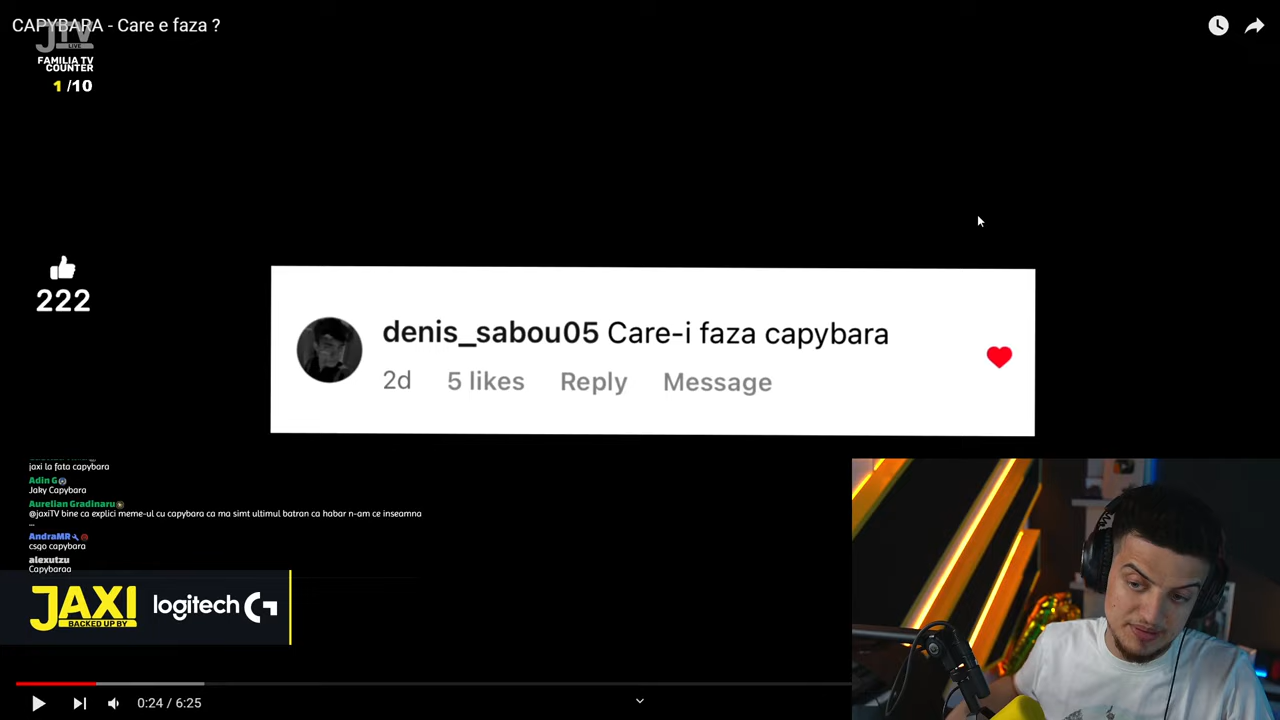 CAPYBARA - Care e faza ?
JTV
LIVE
FAMILIA TV
COUNTER
1 /10
222
denis_sabou05 Care-i faza capybara
2d 5 likes Reply Message
jaxi la fata capybara
Adin G
Jaky Capybara
Aurelian Gradinaru
@jaxiTV bine ca explici meme-ul cu capybara ca ma simt ultimul batran ca habar n-am ce inseamna
...
AndraMR
csgo capybara
alexutzu
Capybaraa
JAXI logitech G
BACKED UP BY
0:24 / 6:25